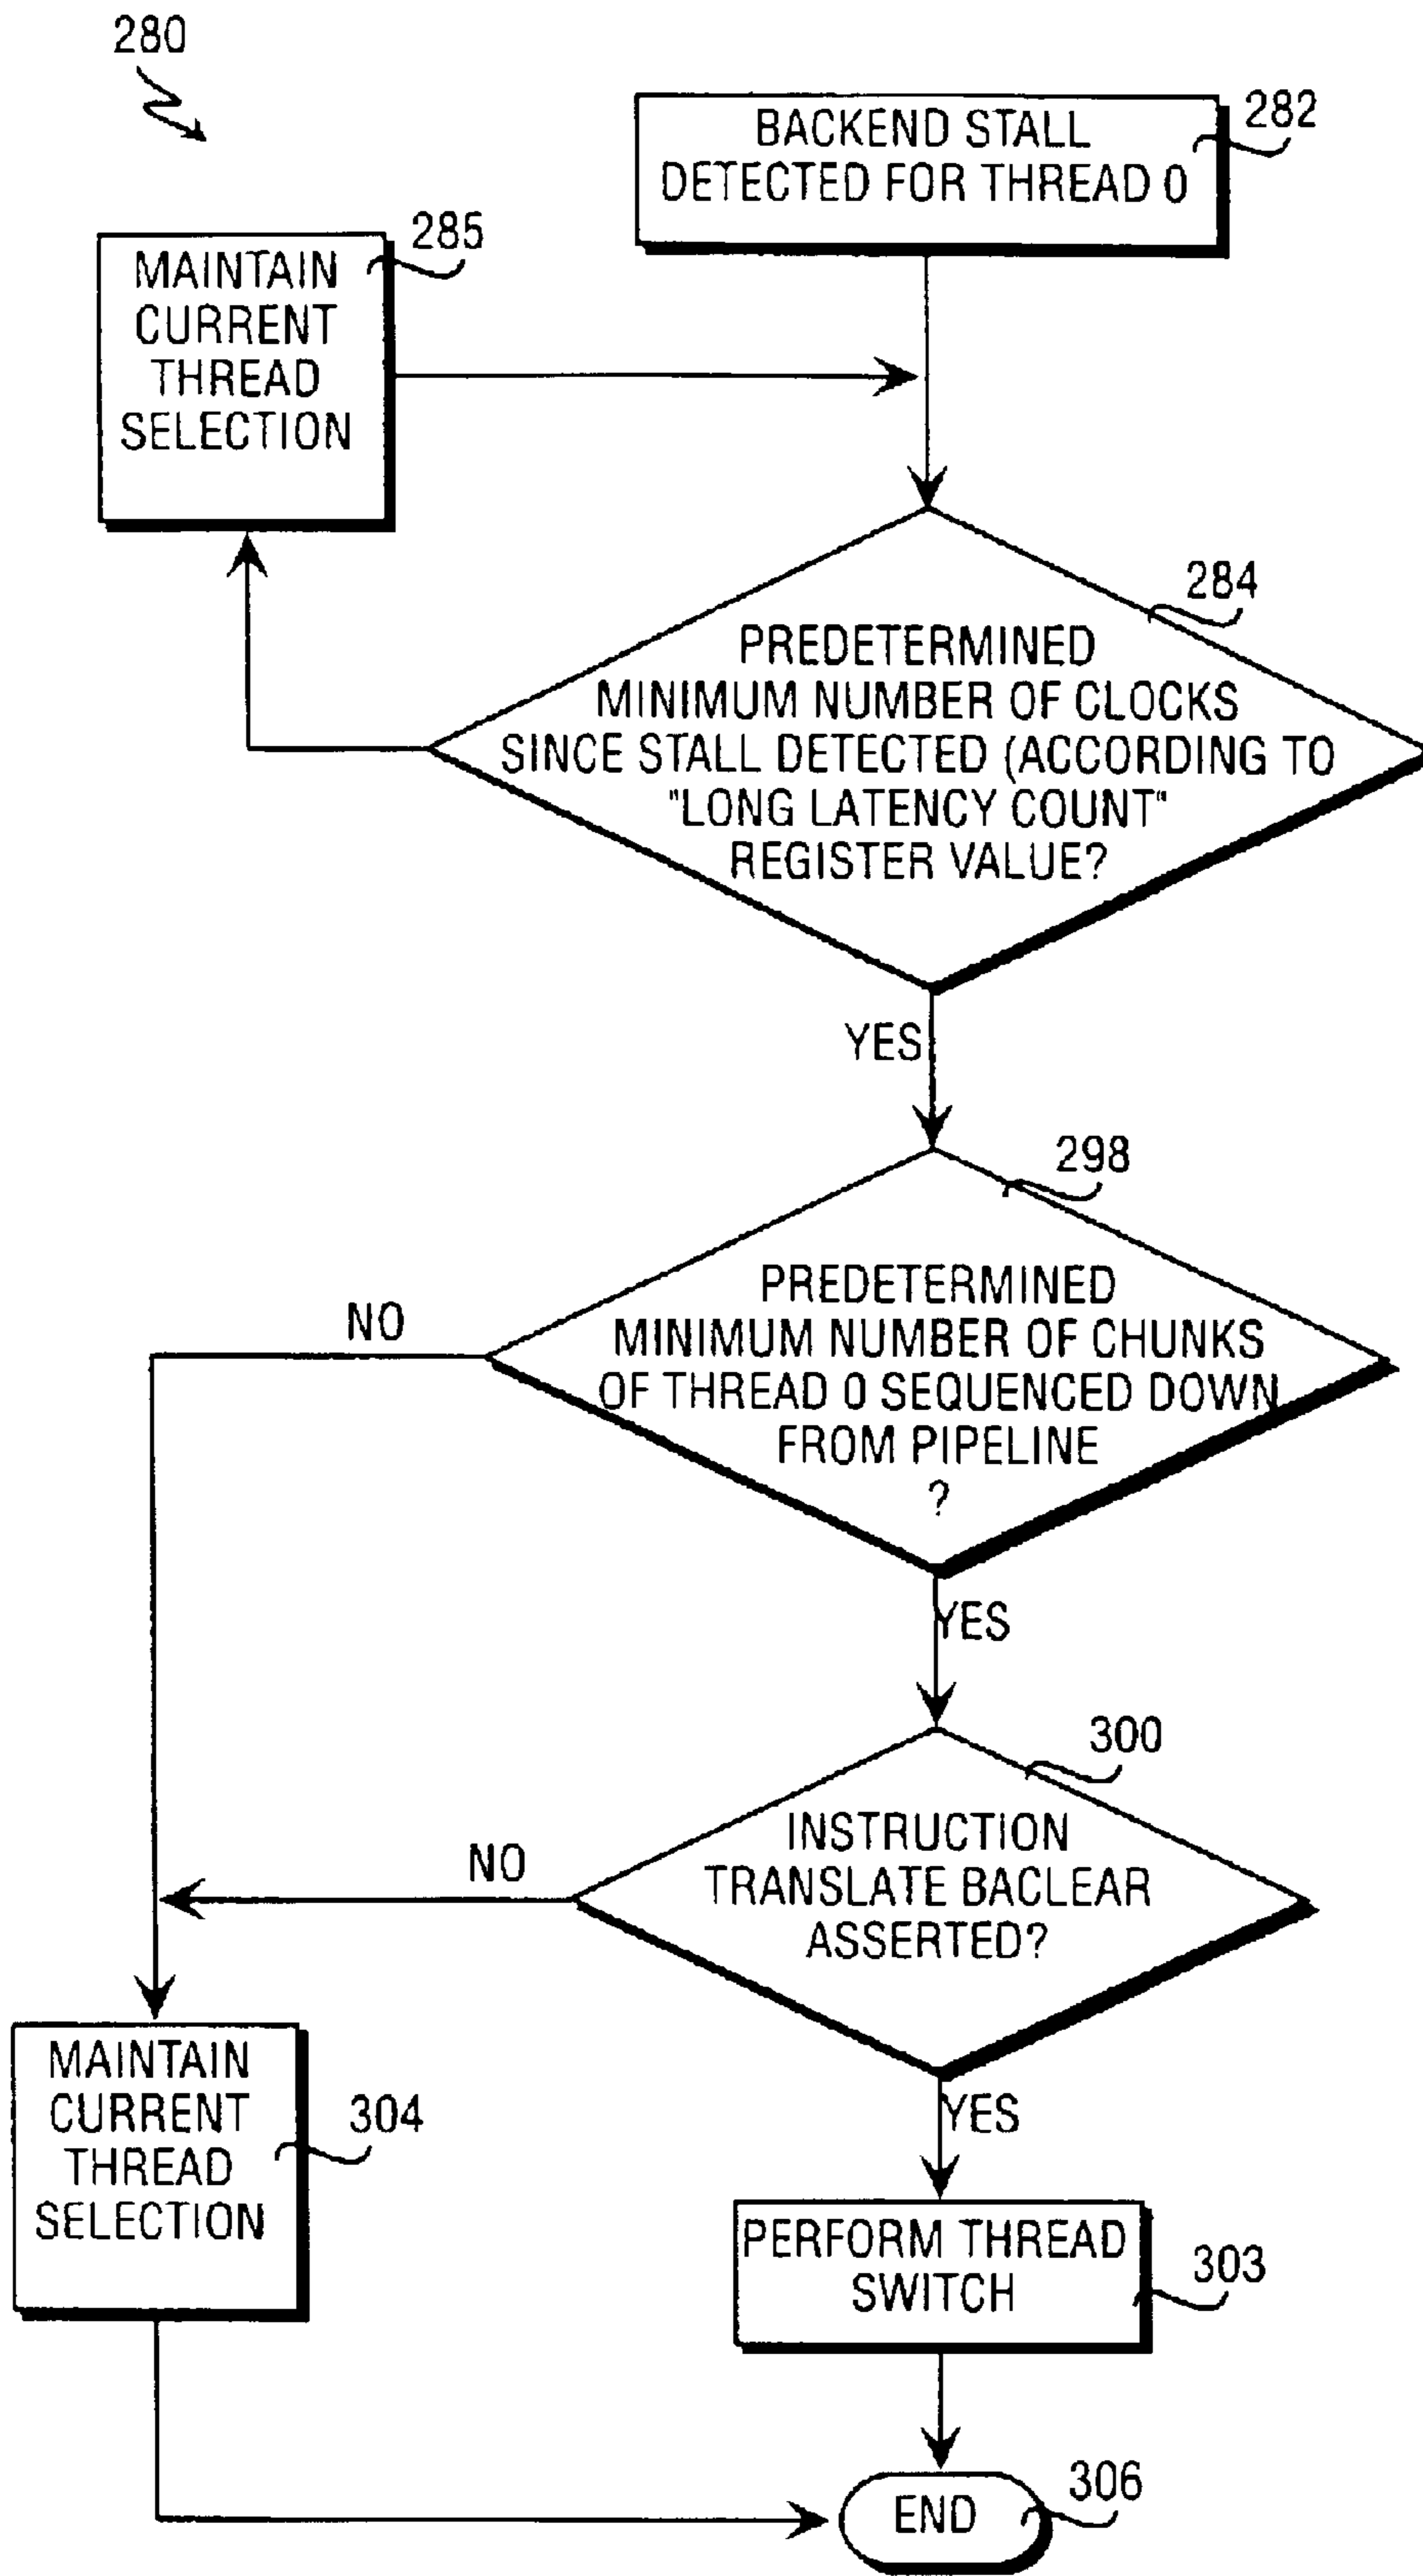 280
BACKEND STALL
DETECTED FOR THREAD 0
282
MAINTAIN
CURRENT
THREAD
SELECTION
285
PREDETERMINED
MINIMUM NUMBER OF CLOCKS
SINCE STALL DETECTED (ACCORDING TO
"LONG LATENCY COUNT"
REGISTER VALUE?
284
YES
PREDETERMINED
MINIMUM NUMBER OF CHUNKS
OF THREAD 0 SEQUENCED DOWN
FROM PIPELINE
?
298
NO
YES
INSTRUCTION
TRANSLATE BACLEAR
ASSERTED?
300
NO
YES
MAINTAIN
CURRENT
THREAD
SELECTION
304
PERFORM THREAD
SWITCH
303
END
306